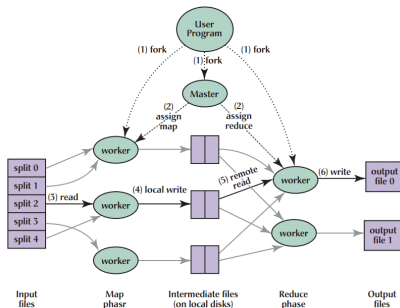 User
Program
(1) fork
(1) fork
(1) fork
Master
(2)
assign
map
(2)
assign
reduce
worker
split 0
split 1
split 2
split 3
split 4
(3) read
worker
(4) local write
(5) remote
read
worker
(6) write
output
file 0
worker
output
file 1
worker
Input
files
Map
phasr
Intermediate files
(on local disks)
Reduce
phase
Output
files